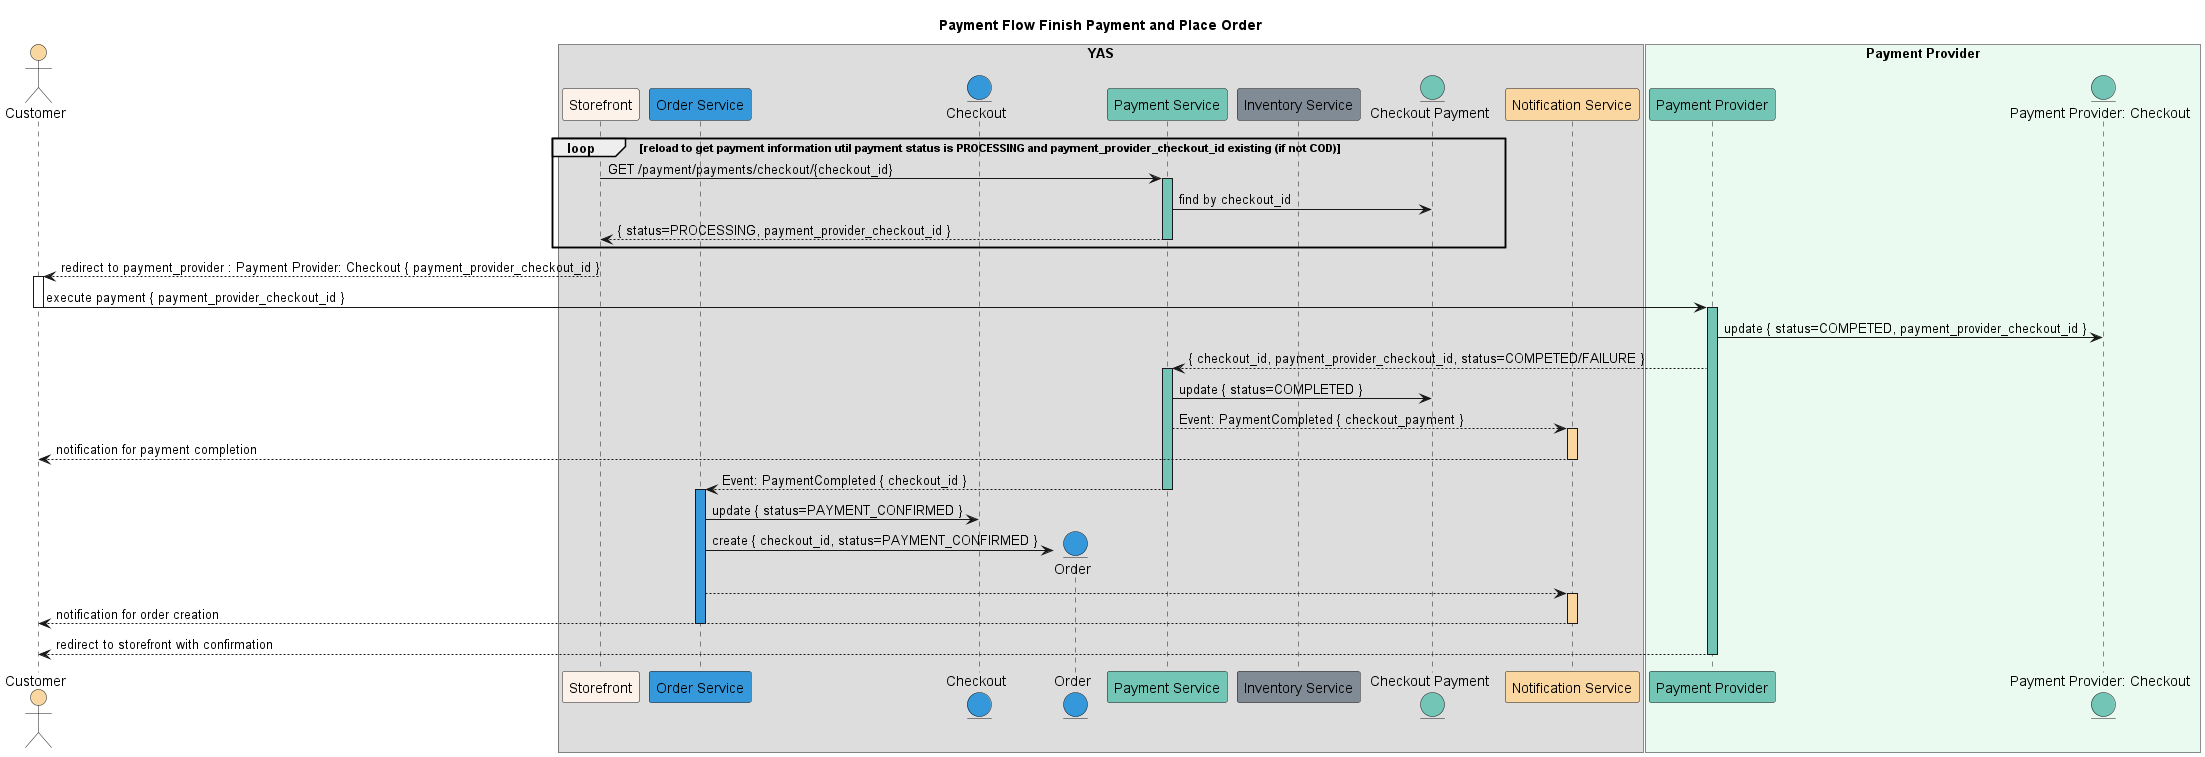 Payment Flow Finish Payment and Place Order
YAS
Payment Provider
Customer
Storefront
Order Service
Checkout
Payment Service
Inventory Service
Checkout Payment
Notification Service
Payment Provider
Payment Provider: Checkout
loop
[reload to get payment information util payment status is PROCESSING and payment_provider_checkout_id existing (if not COD)]
GET /payment/payments/checkout/{checkout_id}
find by checkout_id
{ status=PROCESSING, payment_provider_checkout_id }
redirect to payment_provider : Payment Provider: Checkout { payment_provider_checkout_id }
execute payment { payment_provider_checkout_id }
update { status=COMPETED, payment_provider_checkout_id }
{ checkout_id, payment_provider_checkout_id, status=COMPETED/FAILURE }
update { status=COMPLETED }
Event: PaymentCompleted { checkout_payment }
notification for payment completion
Event: PaymentCompleted { checkout_id }
update { status=PAYMENT_CONFIRMED }
create { checkout_id, status=PAYMENT_CONFIRMED }
Order
notification for order creation
redirect to storefront with confirmation
Customer
Storefront
Order Service
Checkout
Order
Payment Service
Inventory Service
Checkout Payment
Notification Service
Payment Provider
Payment Provider: Checkout